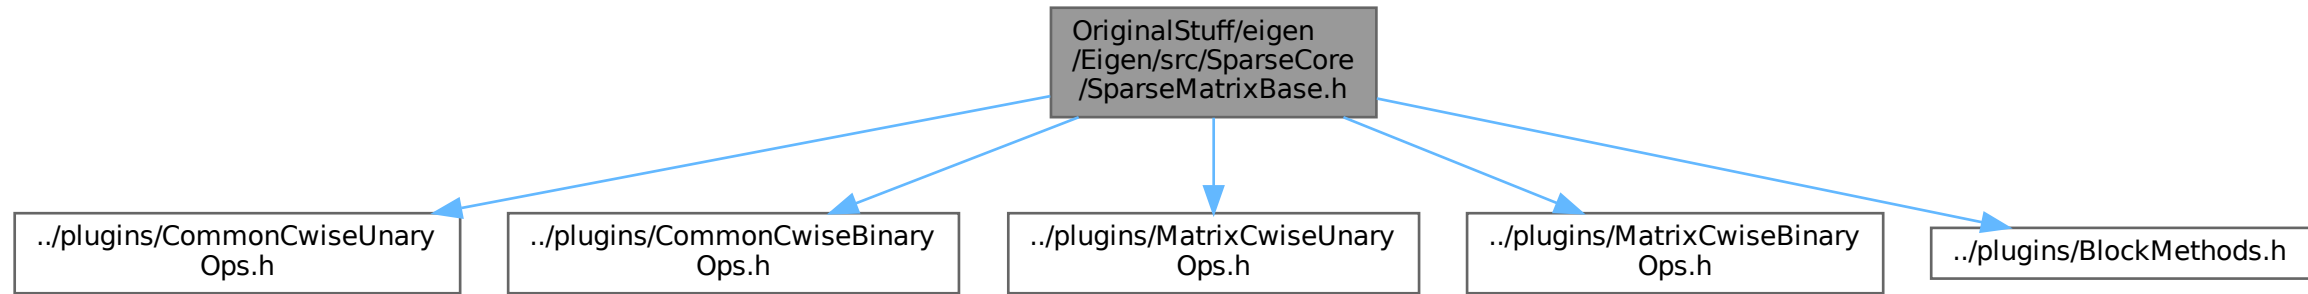 OriginalStuff/eigen
/Eigen/src/SparseCore
/SparseMatrixBase.h
../plugins/CommonCwiseUnary
Ops.h
../plugins/CommonCwiseBinary
Ops.h
../plugins/MatrixCwiseUnary
Ops.h
../plugins/MatrixCwiseBinary
Ops.h
../plugins/BlockMethods.h